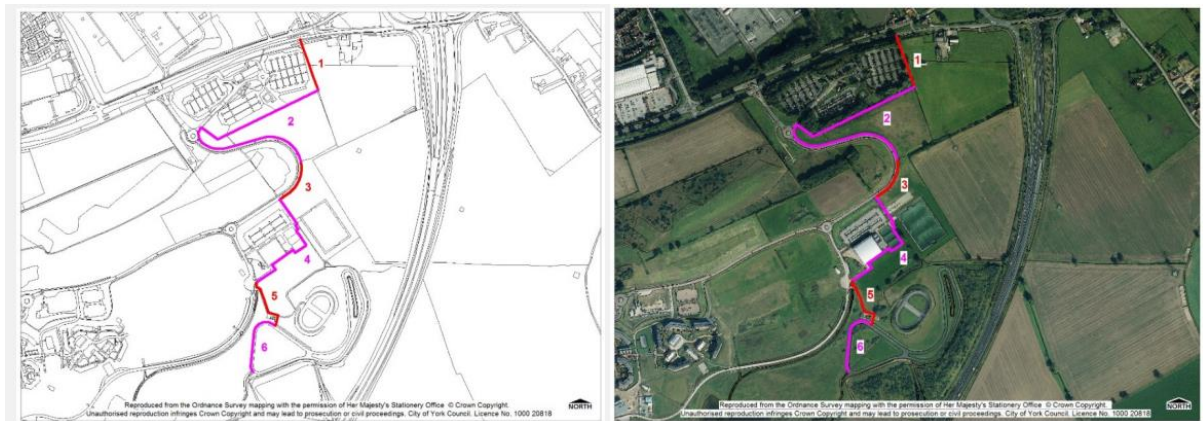 1
2
3
4
5
6
Reproduced from the Ordnance Survey mapping with the permission of Her Majesty's Stationery Office © Crown Copyright.
Unauthorised reproduction infringes Crown Copyright and may lead to prosecution or civil proceedings. City of York Council. Licence No. 1000 20818
NORTH
1
2
3
4
5
6
Reproduced from the Ordnance Survey mapping with the permission of Her Majesty's Stationery Office © Crown Copyright.
Unauthorised reproduction infringes Crown Copyright and may lead to prosecution or civil proceedings. City of York Council. Licence No. 1000 20818
NORTH